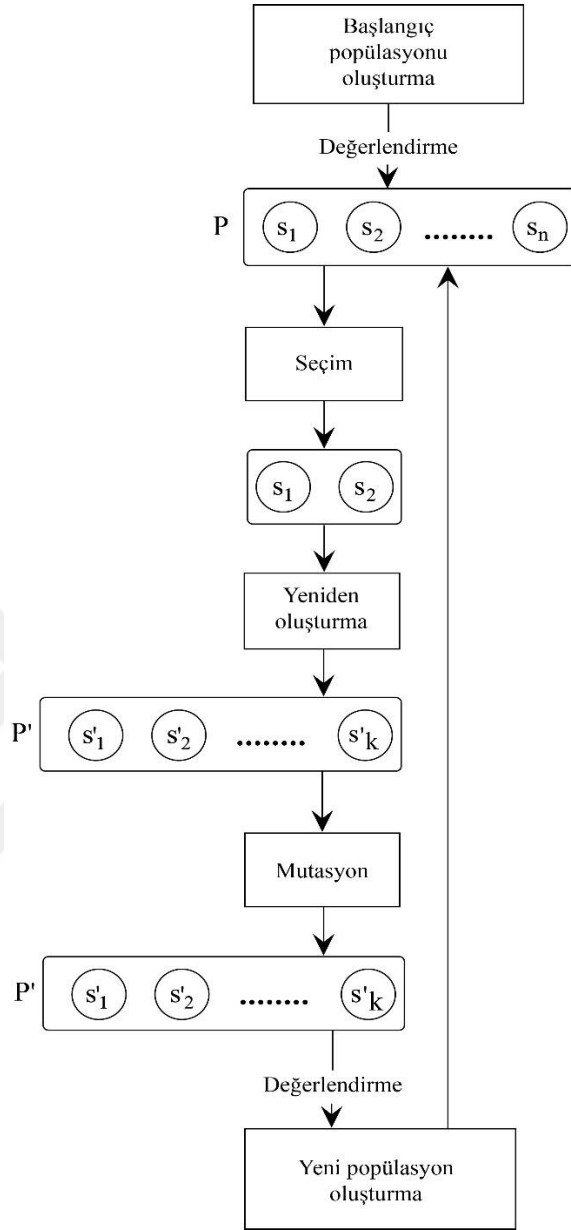 Başlangıç
popülasyonu
oluşturma
Değerlendirme
P s₁ s₂ ........ sₙ
Seçim
s₁ s₂
Yeniden
oluşturma
P' s'₁ s'₂ ........ s'ₖ
Mutasyon
P' s'₁ s'₂ ........ s'ₖ
Değerlendirme
Yeni popülasyon
oluşturma